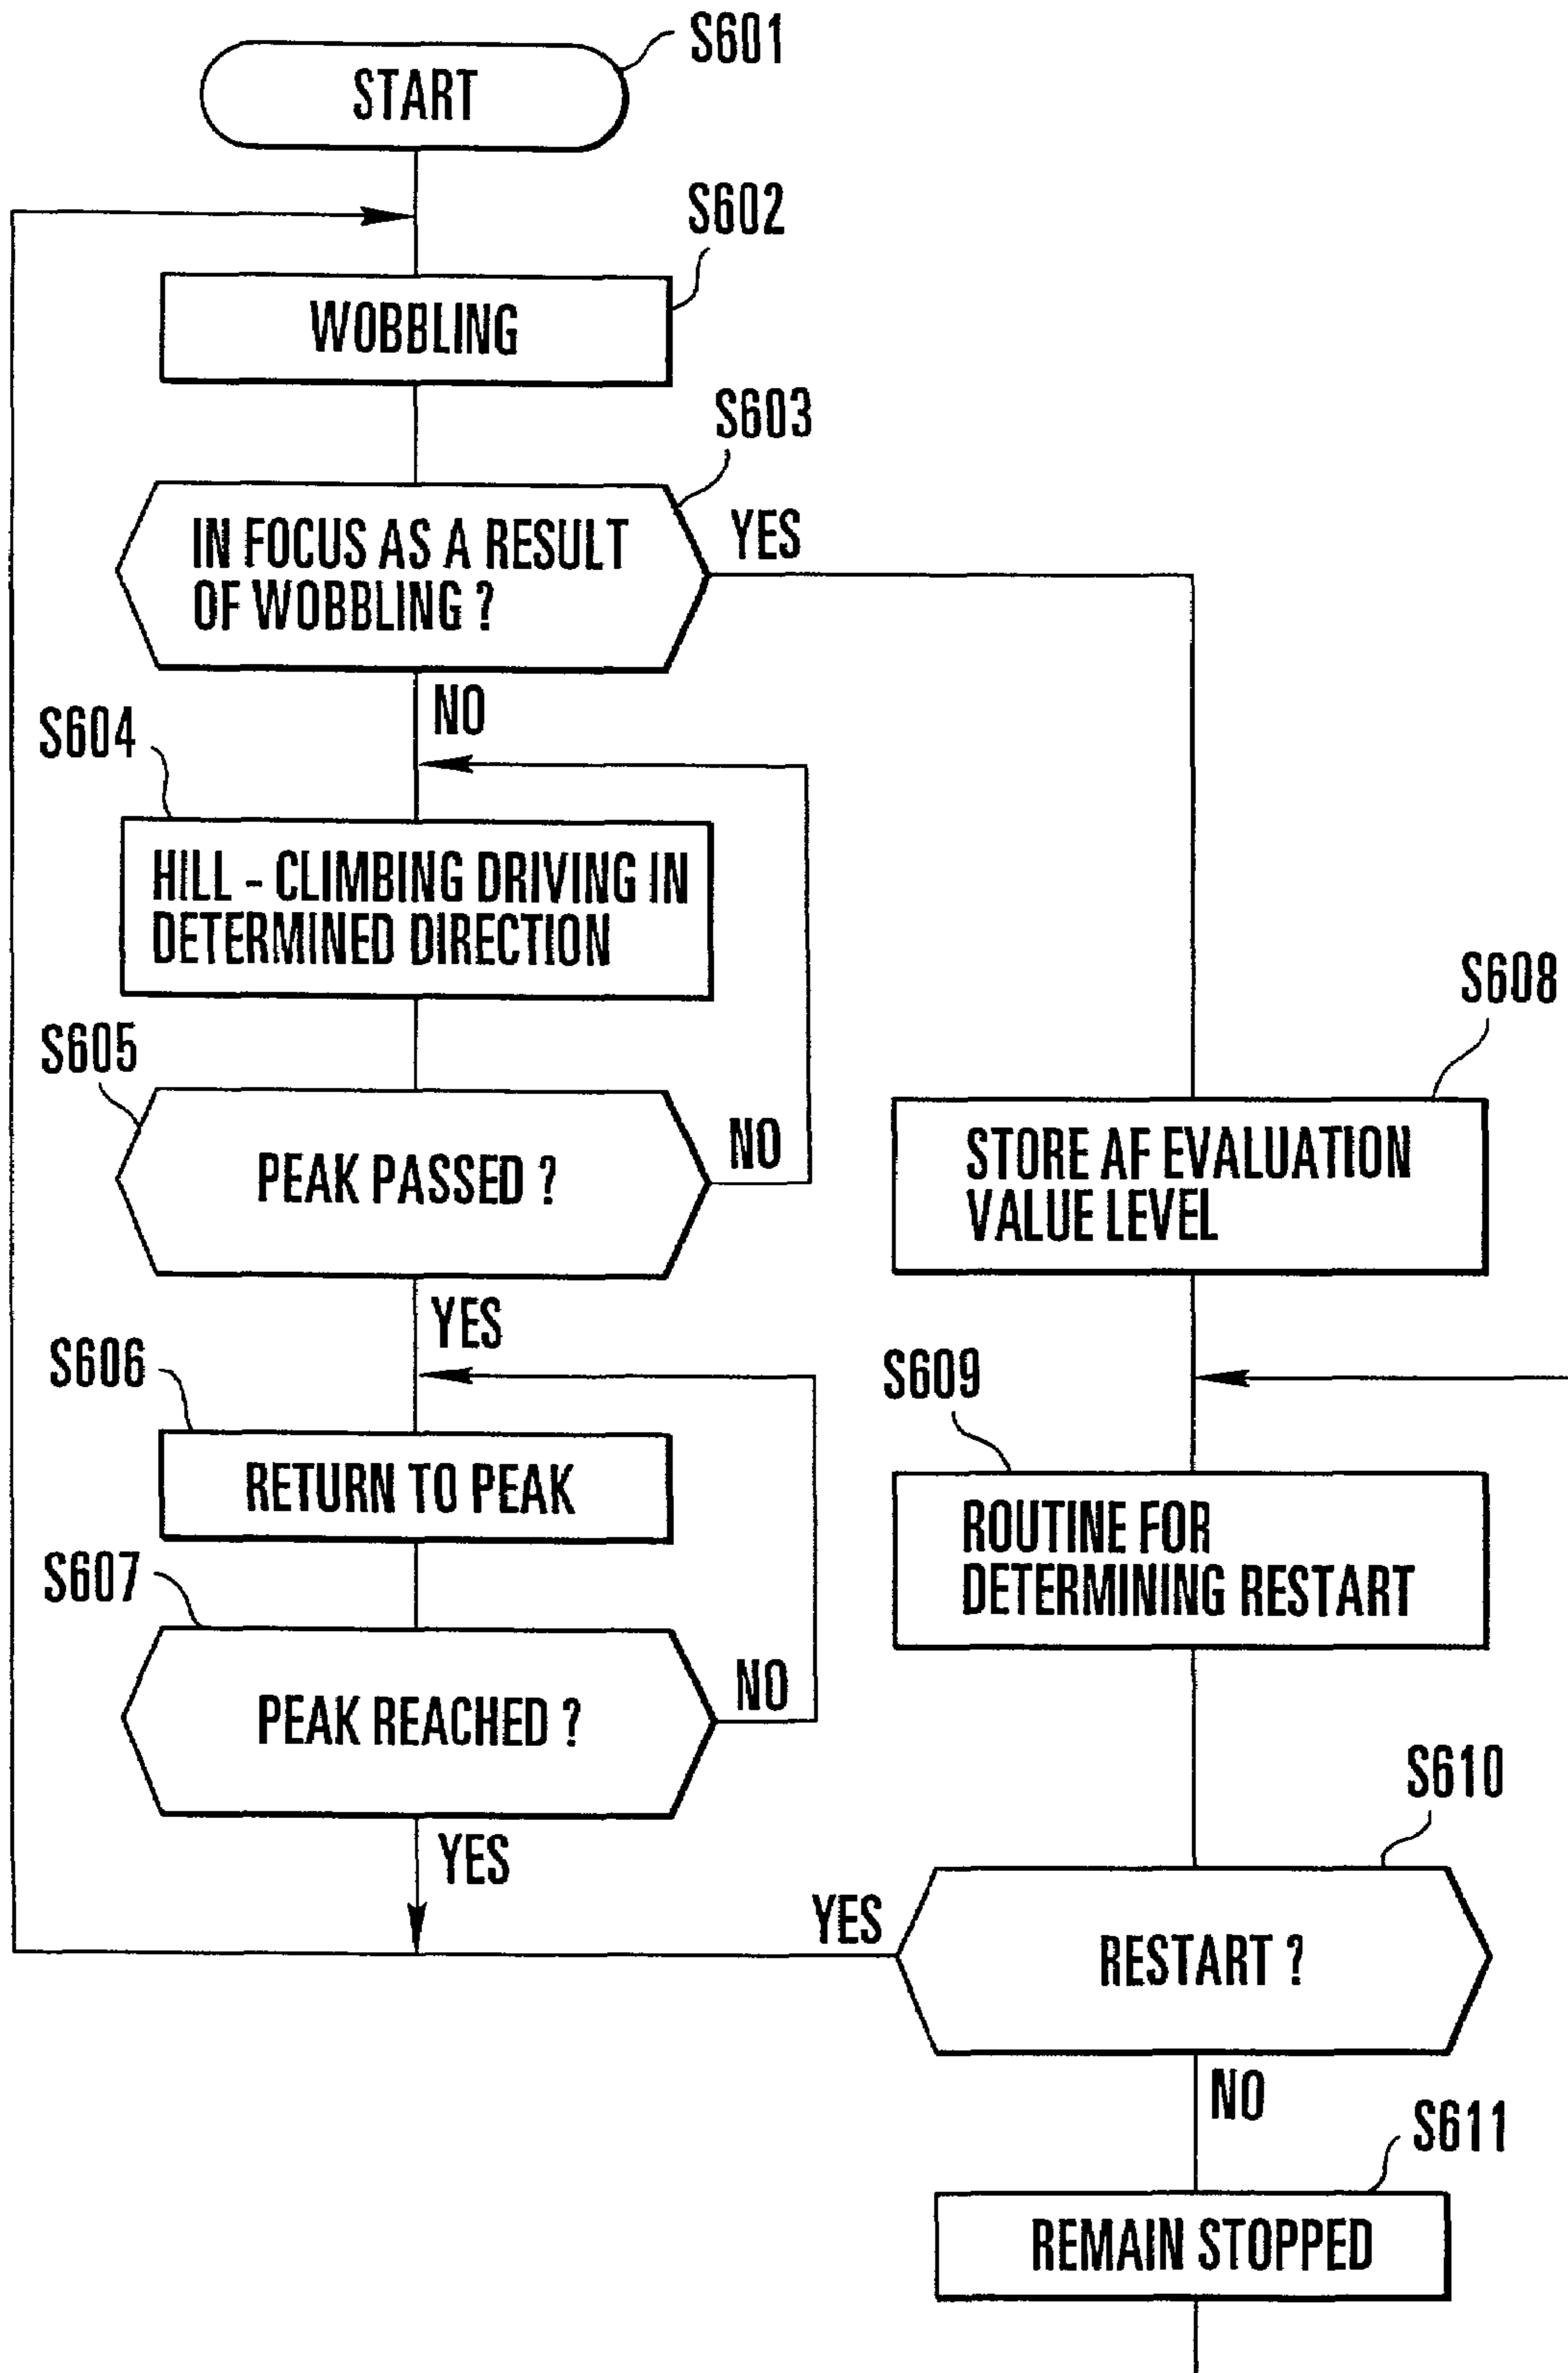 S601
START
S602
WOBBLING
S603
IN FOCUS AS A RESULT
OF WOBBLING ?
YES
NO
S604
HILL - CLIMBING DRIVING IN
DETERMINED DIRECTION
S605
PEAK PASSED ?
NO
YES
S606
RETURN TO PEAK
S607
PEAK REACHED ?
NO
YES
S608
STORE AF EVALUATION
VALUE LEVEL
S609
ROUTINE FOR
DETERMINING RESTART
S610
RESTART ?
YES
NO
S611
REMAIN STOPPED